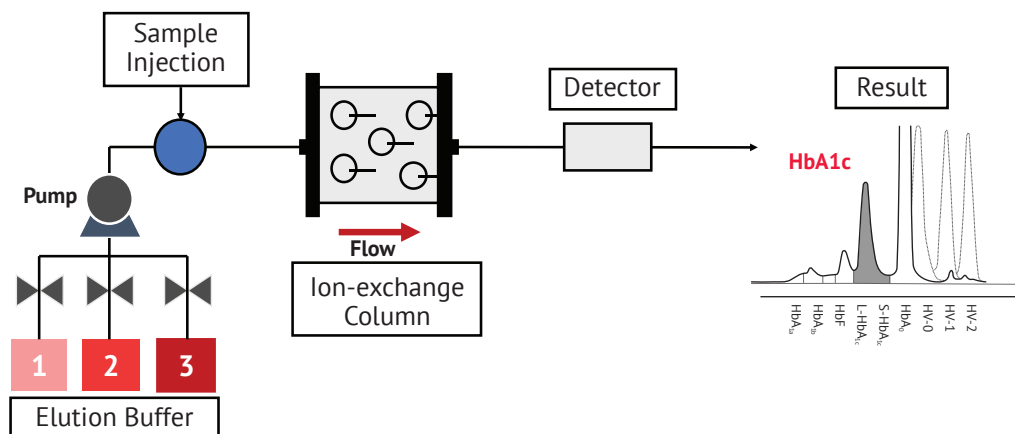 Sample
Injection
Detector
Result
HbA1c
Pump
Flow
Ion-exchange
Column
1
2
3
Elution Buffer
HbA1a
HbA1b
HbF
L-HbA1c
S-HbA1c
HbA0
HV-0
HV-1
HV-2